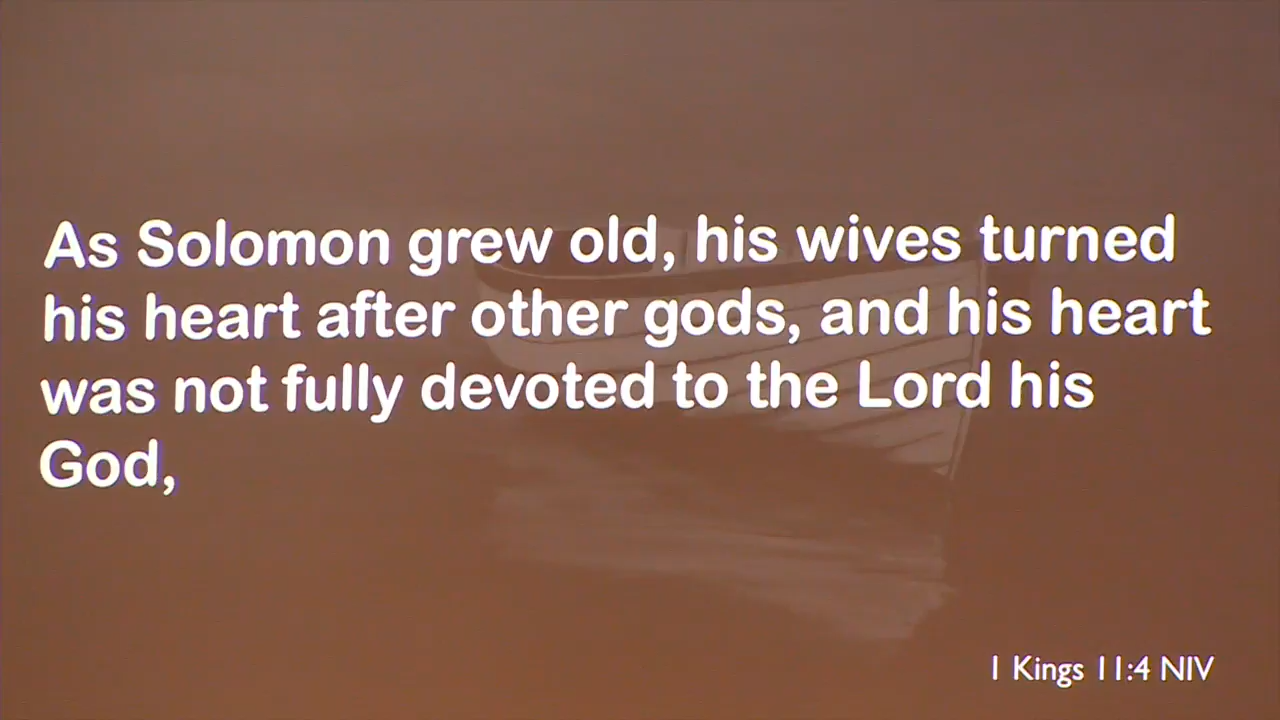 As Solomon grew old, his wives turned
his heart after other gods, and his heart
was not fully devoted to the Lord his
God,
1 Kings 11:4 NIV